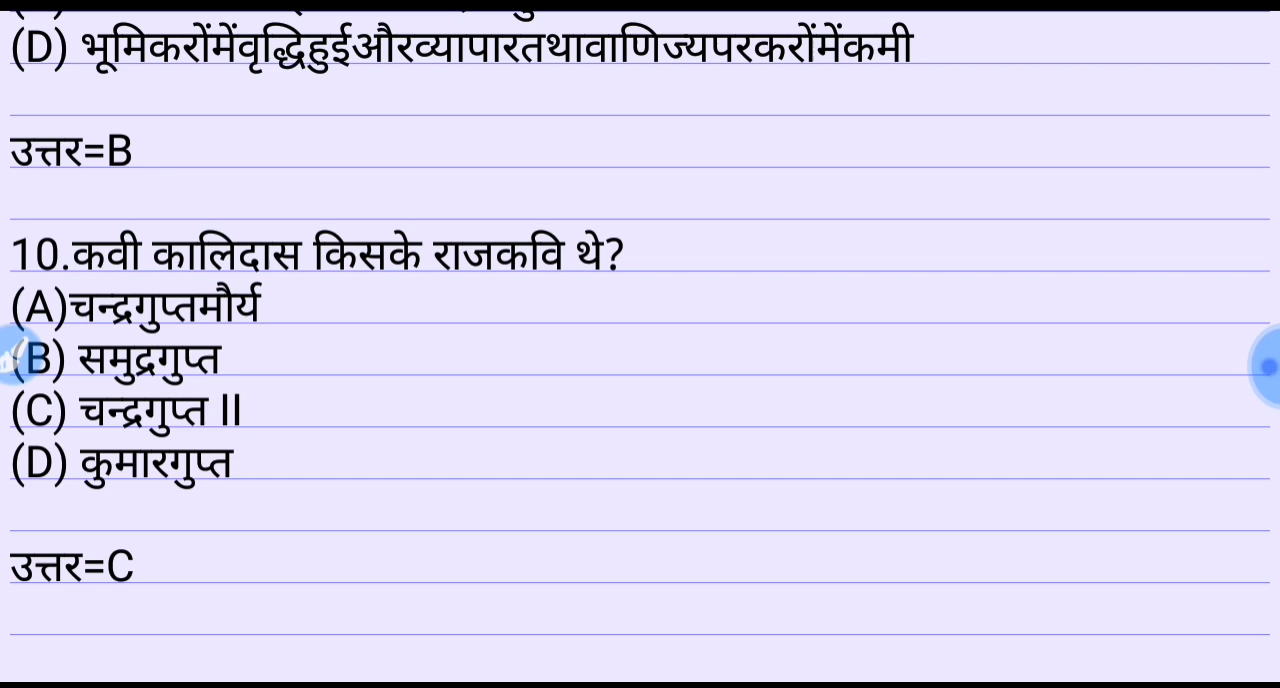 (D) भूमिकरोंमेंवृद्धिहुईऔरव्यापारतथावाणिज्यपरकरोंमेंकमी
उत्तर=B
10.कवी कालिदास किसके राजकवि थे?
(A)चन्द्रगुप्तमौर्य
(B) समुद्रगुप्त
(C) चन्द्रगुप्त II
(D) कुमारगुप्त
उत्तर=C